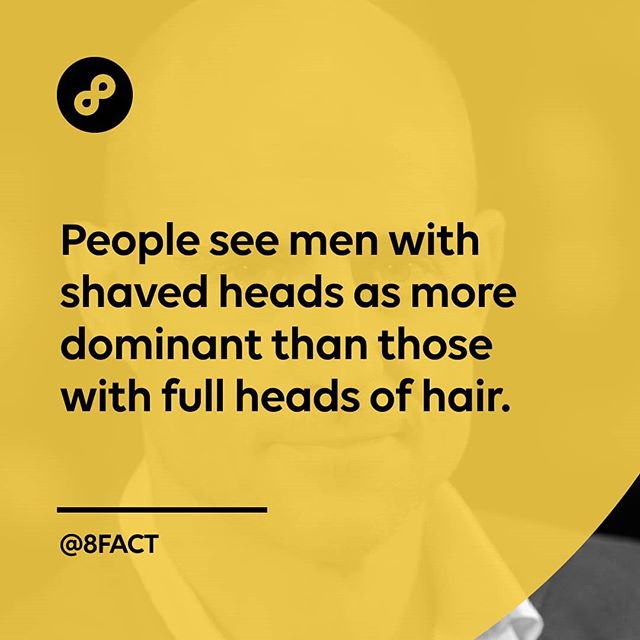 People see men with
shaved heads as more
dominant than those
with full heads of hair.
@8FACT